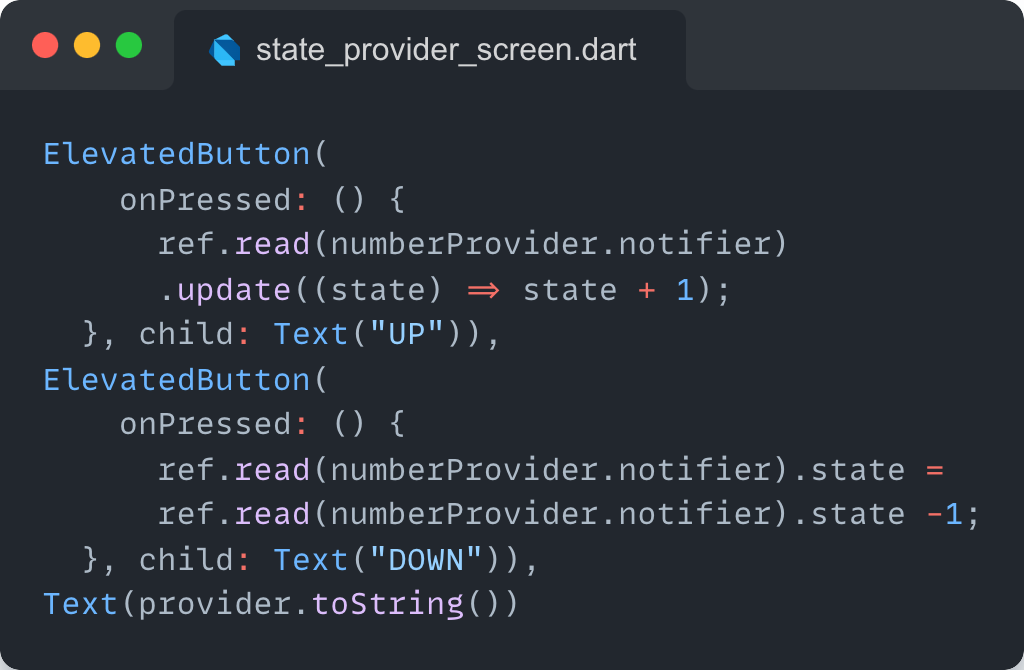 state_provider_screen.dart
ElevatedButton(
    onPressed: () {
      ref.read(numberProvider.notifier)
      .update((state) => state + 1);
  }, child: Text("UP")),
ElevatedButton(
    onPressed: () {
      ref.read(numberProvider.notifier).state =
      ref.read(numberProvider.notifier).state -1;
  }, child: Text("DOWN")),
Text(provider.toString())